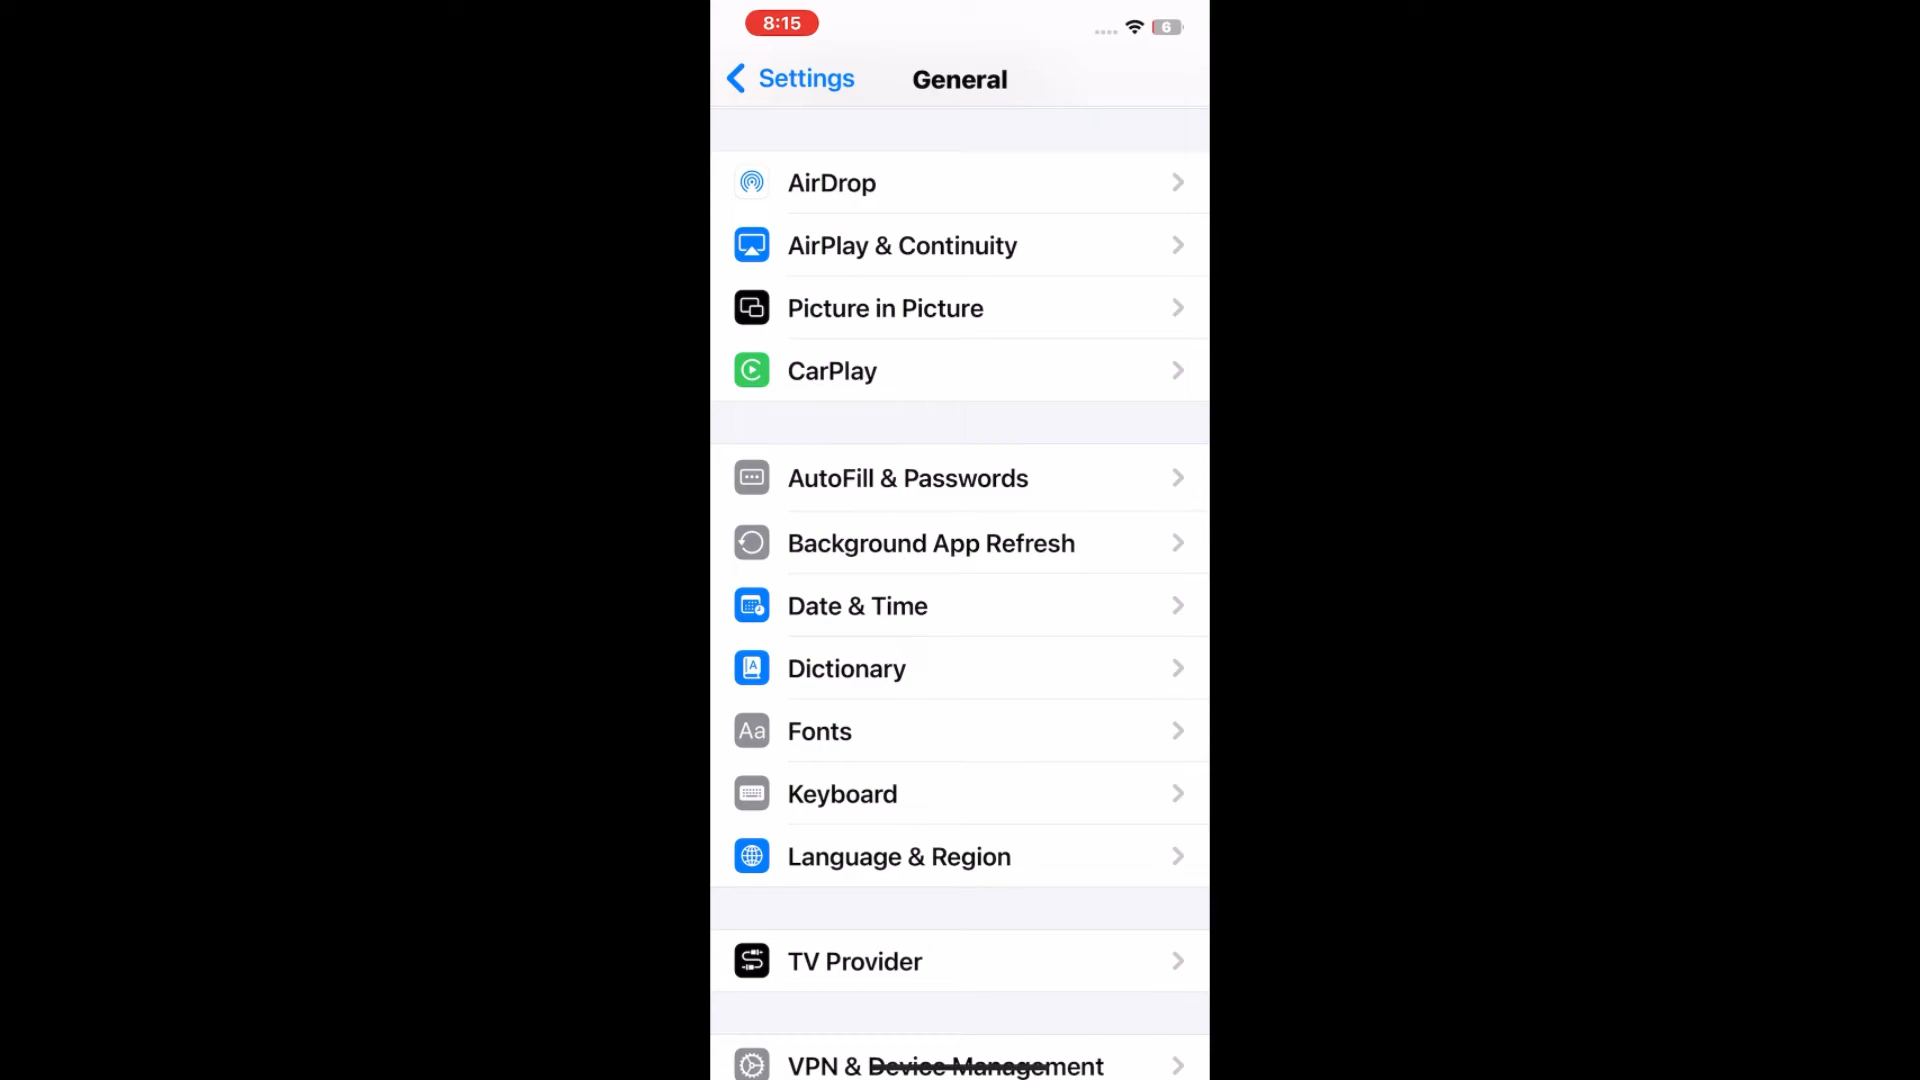 8:15
6
Settings
General
AirDrop
AirPlay & Continuity
Picture in Picture
CarPlay
AutoFill & Passwords
Background App Refresh
Date & Time
Dictionary
Aa Fonts
Keyboard
Language & Region
TV Provider
VPN & Device Management